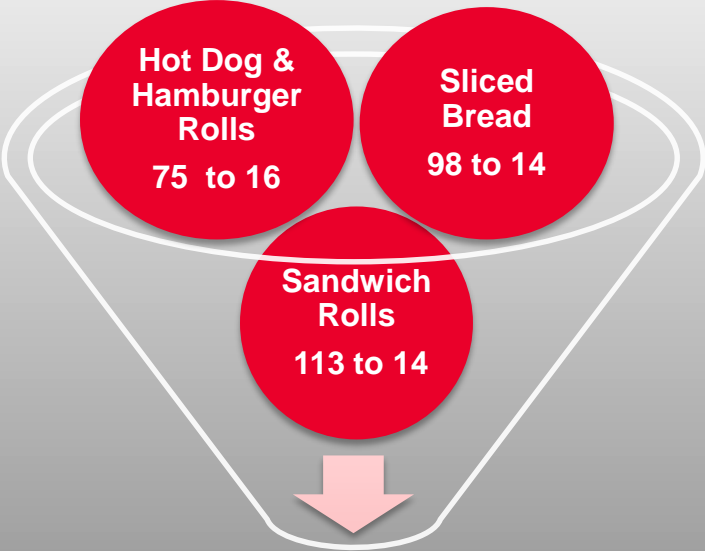 Hot Dog &
Hamburger
Rolls
75 to 16
Sliced
Bread
98 to 14
Sandwich
Rolls
113 to 14